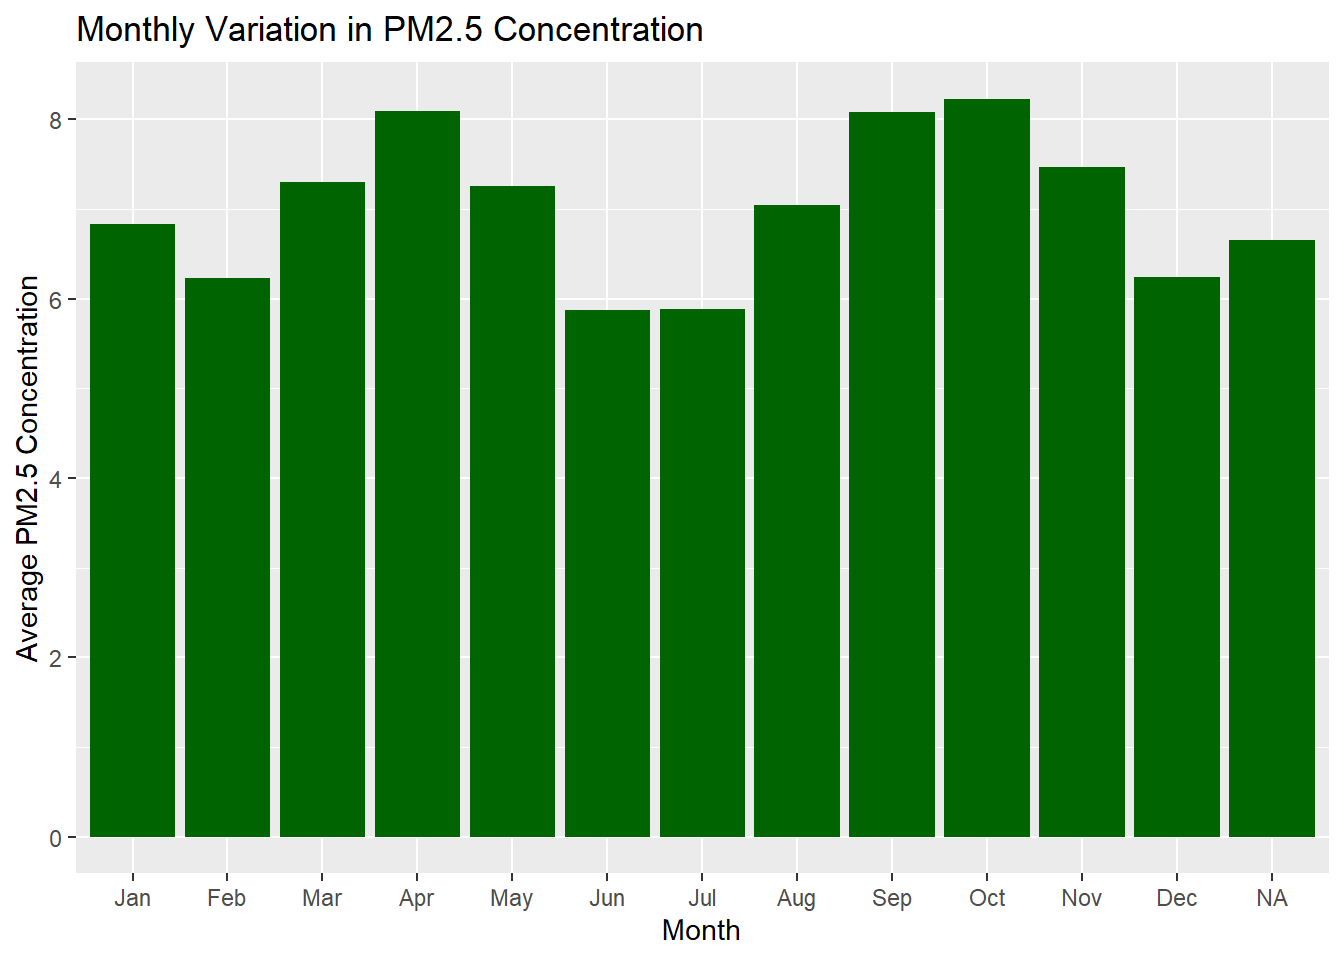 Monthly Variation in PM2.5 Concentration
Average PM2.5 Concentration
8
6
4
2
0
Jan Feb Mar Apr May Jun Jul Aug Sep Oct Nov Dec NA
Month